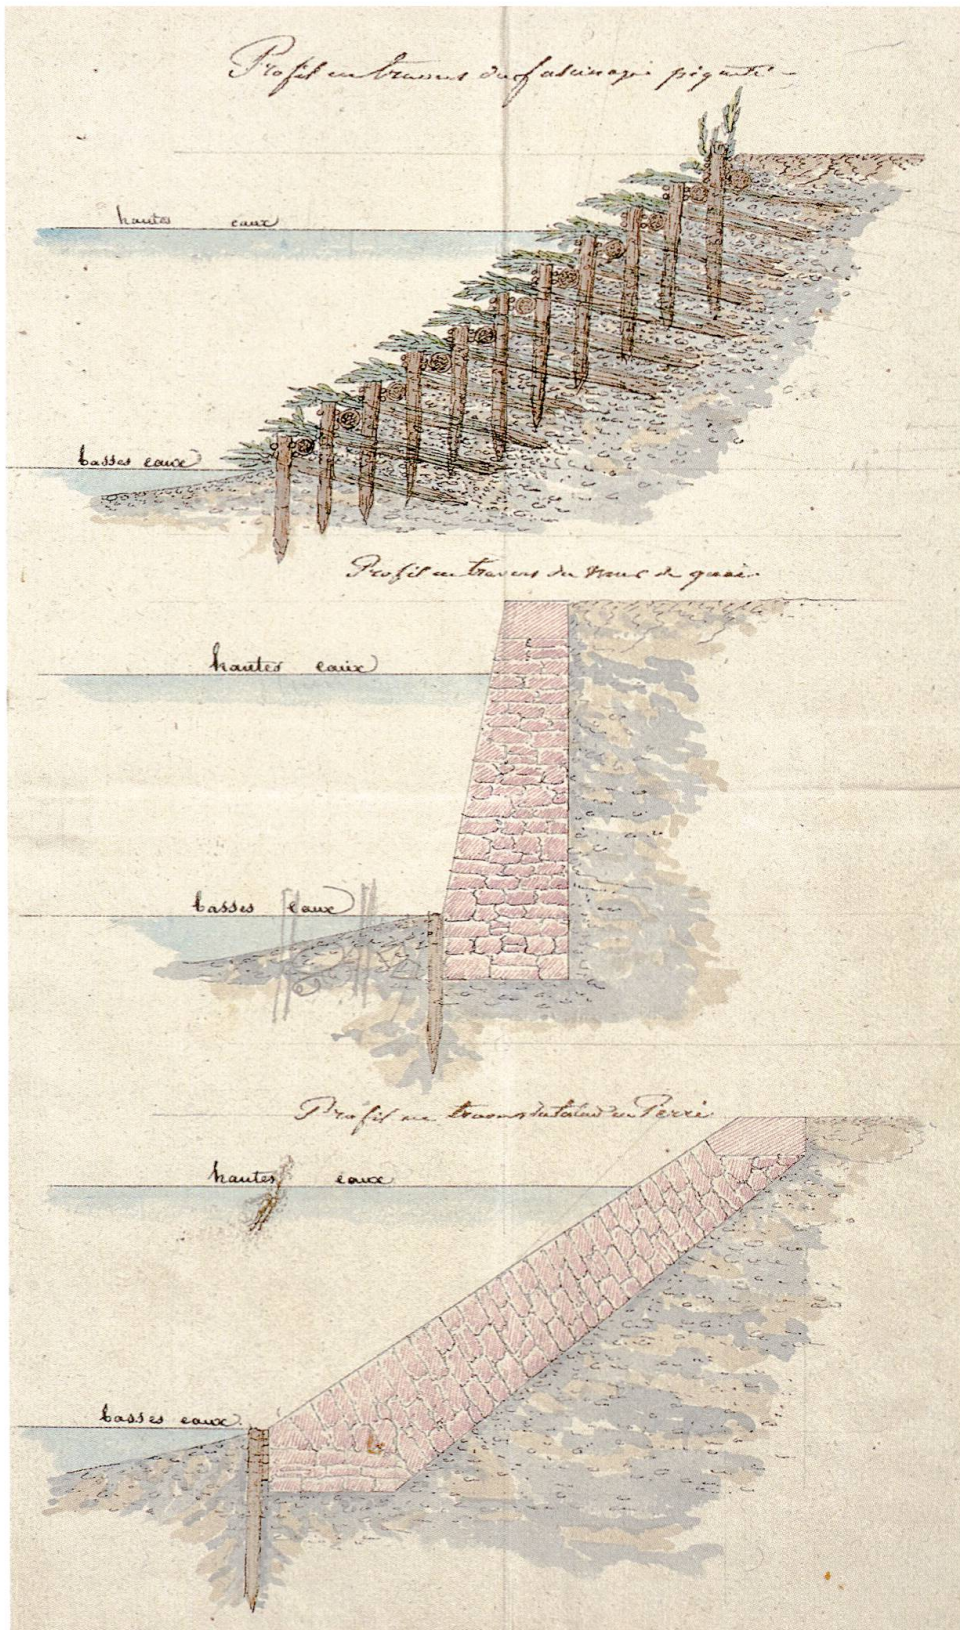 Profil en travers du fascinage piquanté
hautes eaux
basses eaux
Profil en travers du mur de quai
hautes eaux
basses eaux
Profil en travers du talud en Perré
hautes eaux
basses eaux